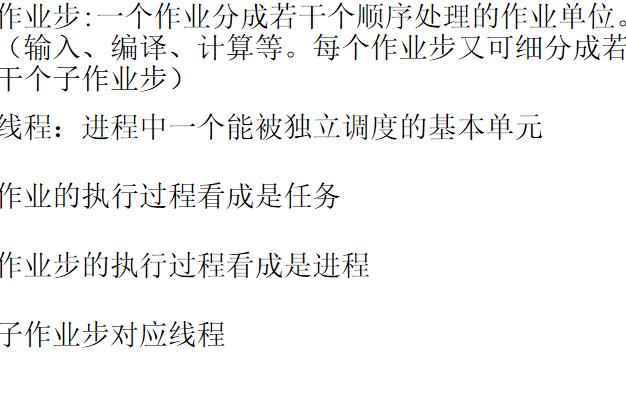 作业步:一个作业分成若干个顺序处理的作业单位。
（输入、编译、计算等。每个作业步又可细分成若
干个子作业步）
线程：进程中一个能被独立调度的基本单元
作业的执行过程看成是任务
作业步的执行过程看成是进程
子作业步对应线程